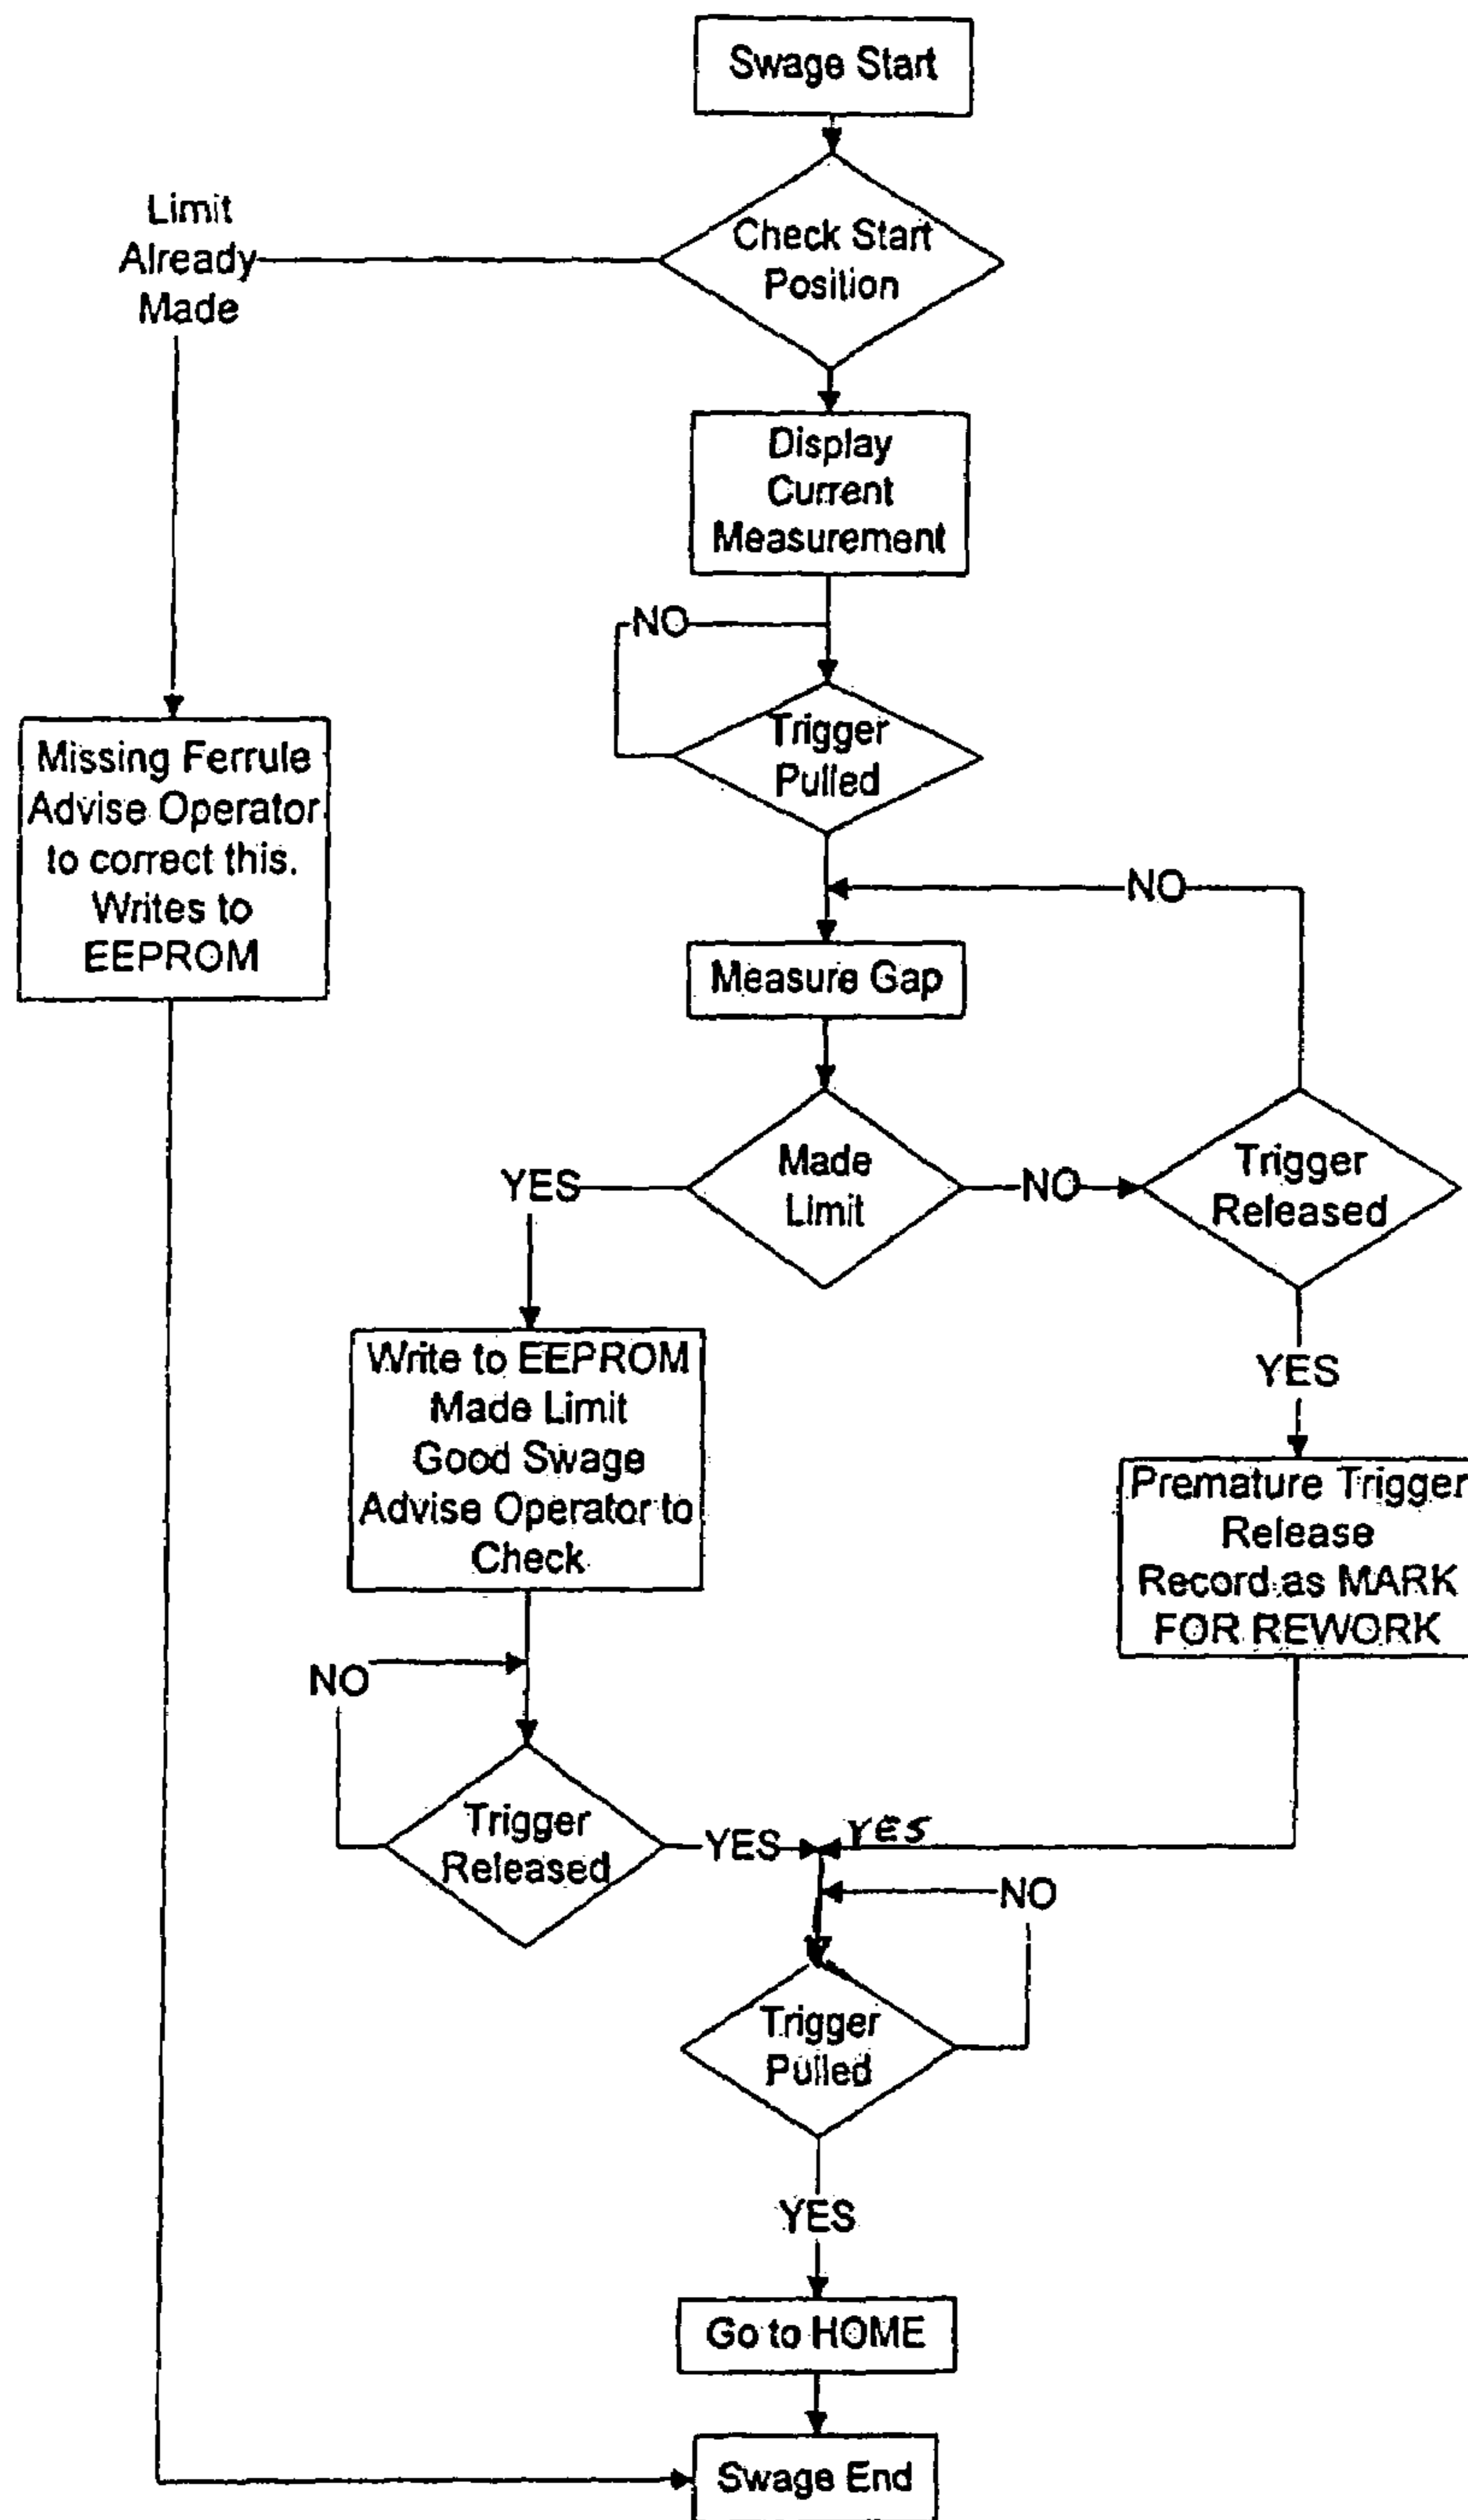 Swage Start
Check Start
Position
Limit
Already
Made
Display
Current
Measurement
NO
Trigger
Pulled
Missing Ferrule
Advise Operator
to correct this.
Writes to
EEPROM
NO
Measure Gap
Made
Limit
YES
NO
Trigger
Released
YES
Write to EEPROM
Made Limit
Good Swage
Advise Operator to
Check
Premature Trigger
Release
Record as MARK
FOR REWORK
NO
Trigger
Released
YES
YES
NO
Trigger
Pulled
YES
Go to HOME
Swage End